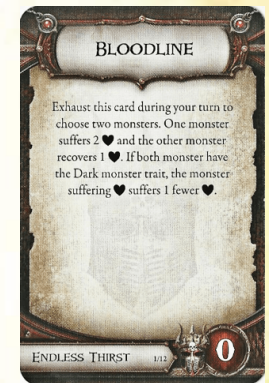 BLOODLINE
Exhaust this card during your turn to
choose two monsters. One monster
suffers 2 ♥ and the other monster
recovers 1 ♥. If both monster have
the Dark monster trait, the monster
suffering ♥ suffers 1 fewer ♥.
ENDLESS THIRST 1/12 0